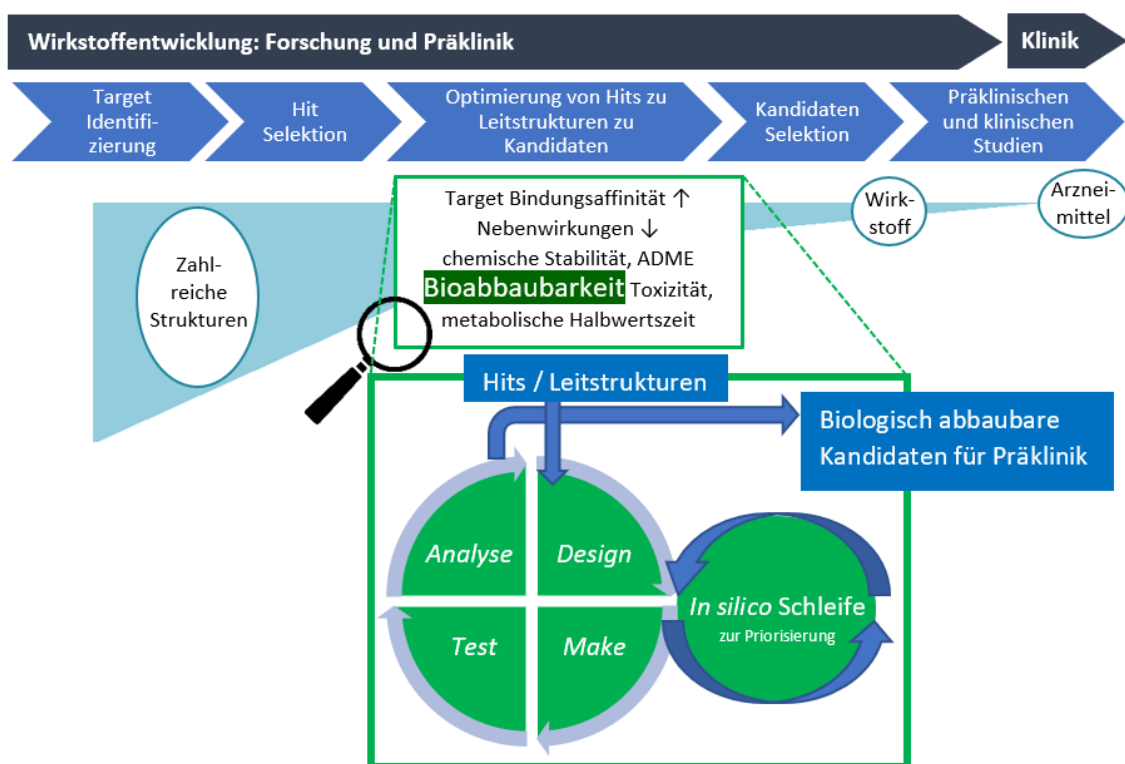 Wirkstoffentwicklung: Forschung und Präklinik
Klinik
Target
Identifi-
zierung
Hit
Selektion
Optimierung von Hits zu
Leitstrukturen zu
Kandidaten
Kandidaten
Selektion
Präklinischen
und klinischen
Studien
Zahl-
reiche
Strukturen
Target Bindungsaffinität ↑
Nebenwirkungen ↓
chemische Stabilität, ADME
Bioabbaubarkeit Toxizität,
metabolische Halbwertszeit
Wirk-
stoff
Arznei-
mittel
Hits / Leitstrukturen
Biologisch abbaubare
Kandidaten für Präklinik
Analyse
Design
Test
Make
In silico Schleife
zur Priorisierung